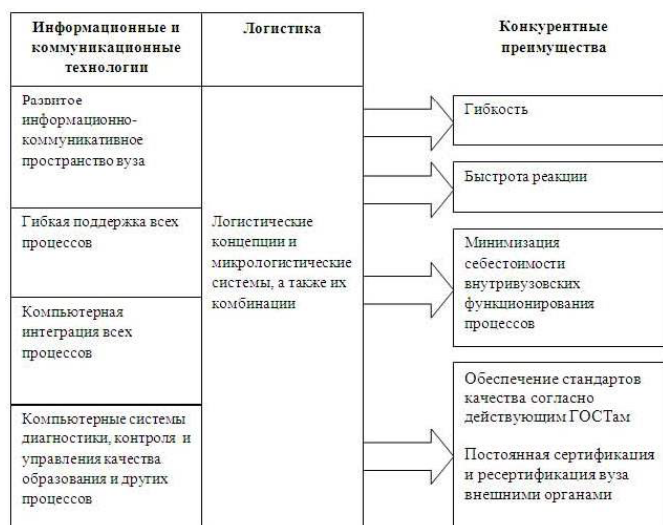 Информационные и
коммуникационные
технологии
Логистика
Конкурентные
преимущества
Развитое
информационно-
коммуникативное
пространство вуза
Гибкая поддержка всех
процессов
Компьютерная
интеграция всех
процессов
Компьютерные системы
диагностики, контроля и
управления качества
образования и других
процессов
Логистические
концепции и
микрологистические
системы, а также их
комбинации
Гибкость
Быстрота реакции
Минимизация
себестоимости
внутривузовских
функционирования
процессов
Обеспечение стандартов
качества согласно
действующим ГОСТам
Постоянная сертификация
и ресертификация вуза
внешними органами